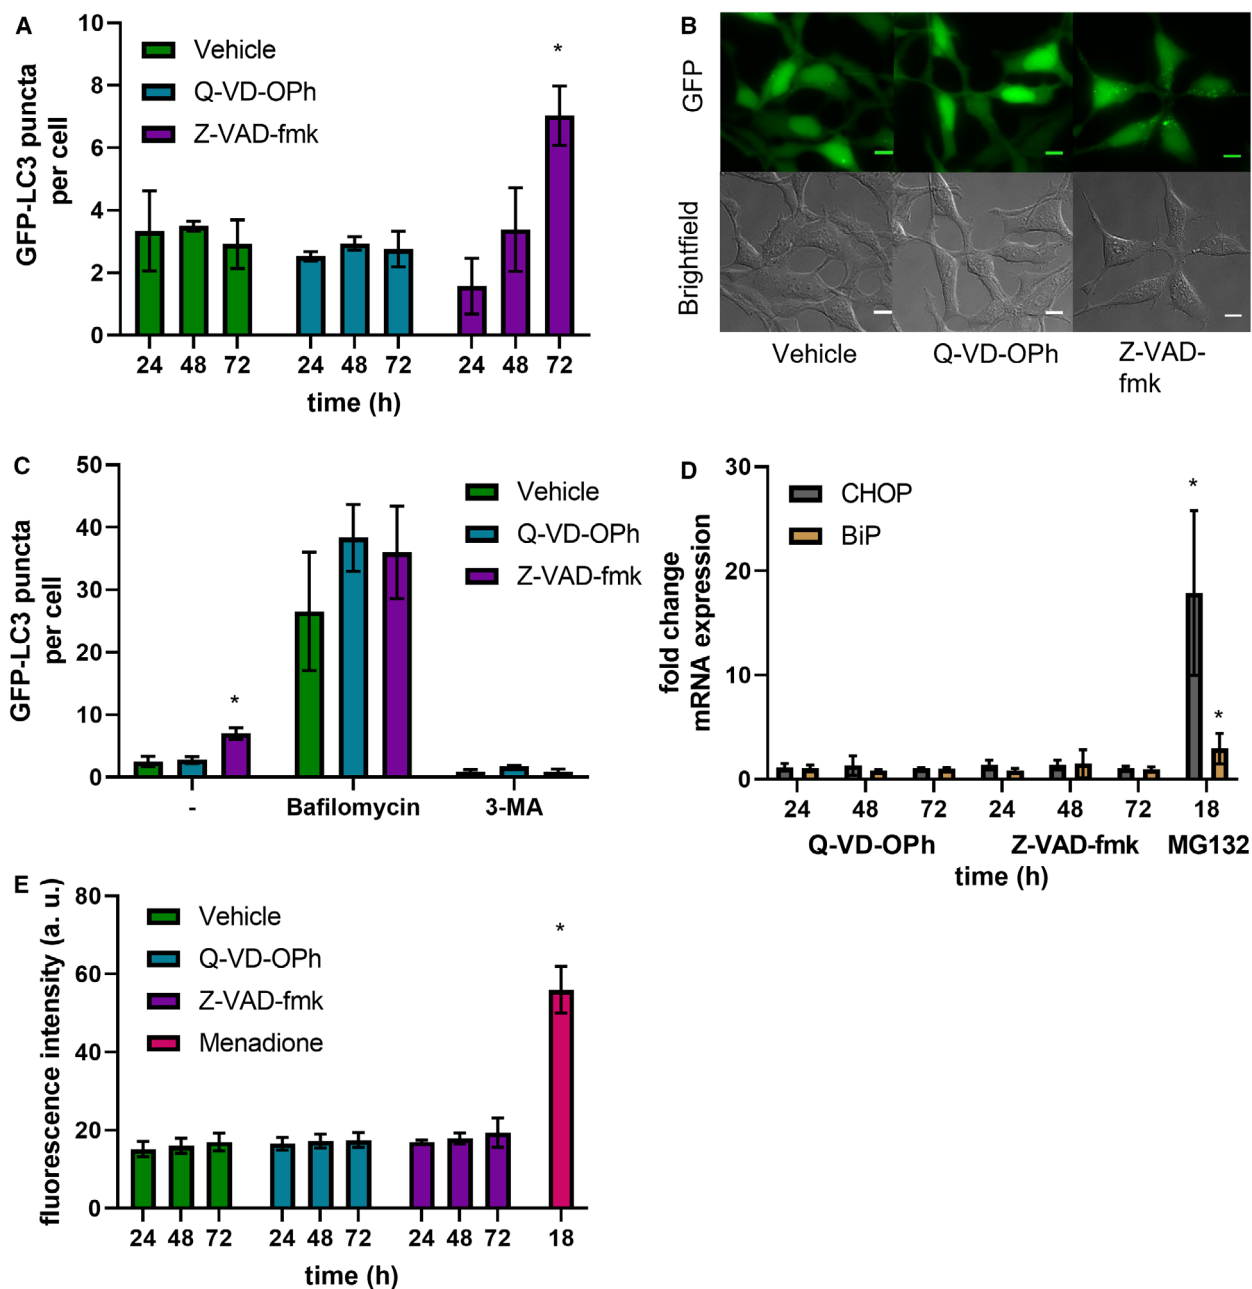 A
GFP-LC3 puncta
per cell
10
8
6
4
2
0
Vehicle
Q-VD-OPh
Z-VAD-fmk
*
24 48 72 24 48 72 24 48 72
time (h)
B
GFP
Brightfield
Vehicle Q-VD-OPh Z-VAD-
fmk
C
GFP-LC3 puncta
per cell
50
40
30
20
10
0
Vehicle
Q-VD-OPh
Z-VAD-fmk
*
- Bafilomycin 3-MA
D
fold change
mRNA expression
30
20
10
0
CHOP
BiP
*
*
24 48 72 24 48 72 18
Q-VD-OPh Z-VAD-fmk MG132
time (h)
E
fluorescence intensity (a. u.)
80
60
40
20
0
Vehicle
Q-VD-OPh
Z-VAD-fmk
Menadione
*
24 48 72 24 48 72 24 48 72 18
time (h)